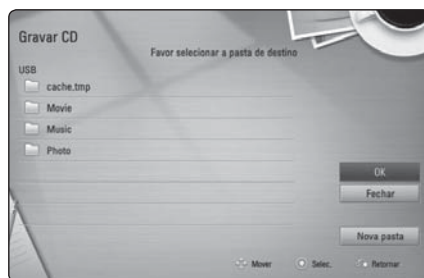 Gravar CD
Favor selecionar a pasta de destino
USB
cache.tmp
Movie
Music
Photo
OK
Fechar
Nova pasta
Mover Selec. Retornar